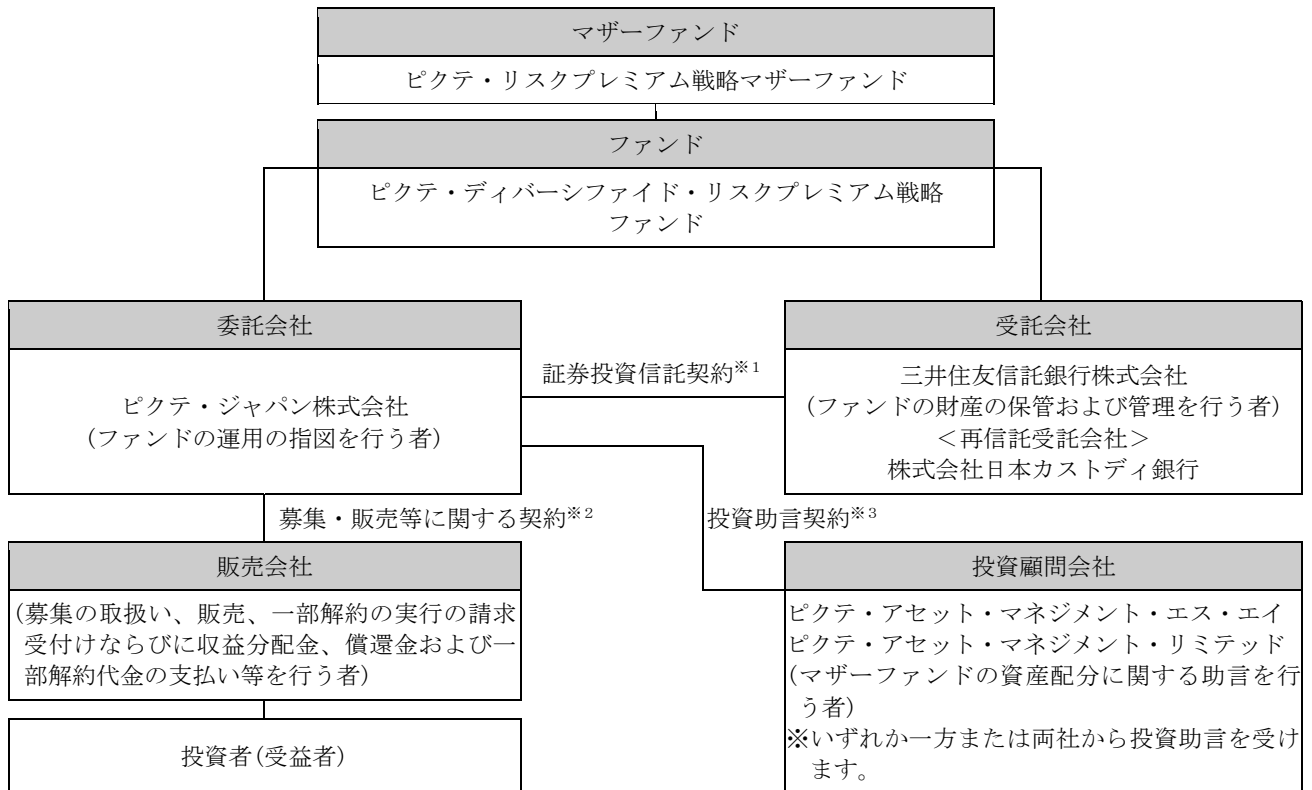 マザーファンド
ピクテ・リスクプレミアム戦略マザーファンド
ファンド
ピクテ・ディバーシファイド・リスクプレミアム戦略
ファンド
委託会社
ピクテ・ジャパン株式会社
(ファンドの運用の指図を行う者)
証券投資信託契約※1
受託会社
三井住友信託銀行株式会社
(ファンドの財産の保管および管理を行う者)
＜再信託受託会社＞
株式会社日本カストディ銀行
募集・販売等に関する契約※2
投資助言契約※3
販売会社
(募集の取扱い、販売、一部解約の実行の請求
受付けならびに収益分配金、償還金および一
部解約代金の支払い等を行う者)
投資者(受益者)
投資顧問会社
ピクテ・アセット・マネジメント・エス・エイ
ピクテ・アセット・マネジメント・リミテッド
(マザーファンドの資産配分に関する助言を行
う者)
※いずれか一方または両社から投資助言を受け
ます。